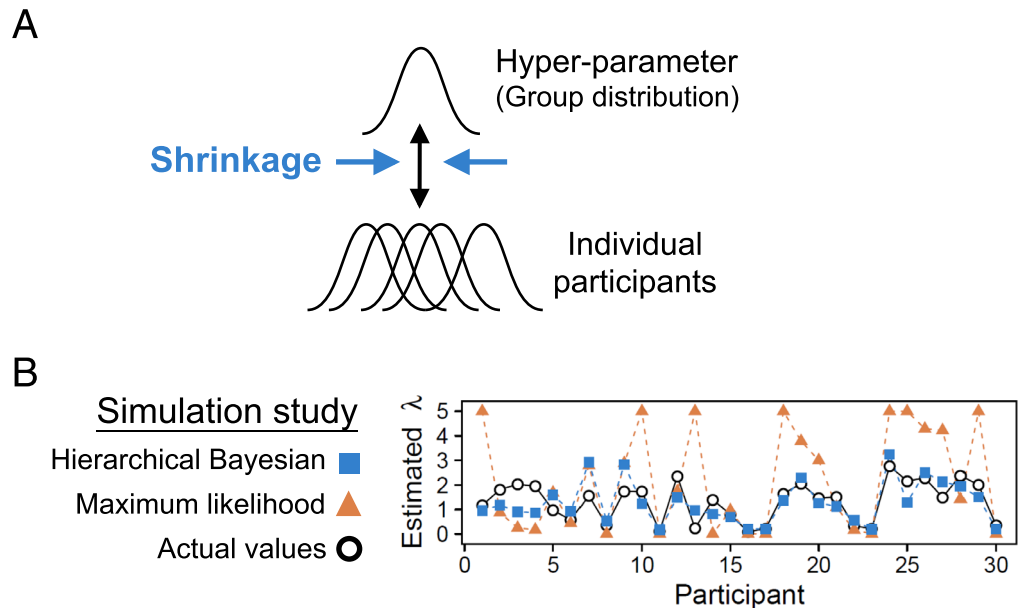 A
Hyper-parameter
(Group distribution)
Shrinkage
Individual
participants
B
Simulation study
Hierarchical Bayesian
Maximum likelihood
Actual values
Estimated λ
5
4
3
2
1
0
0 5 10 15 20 25 30
Participant